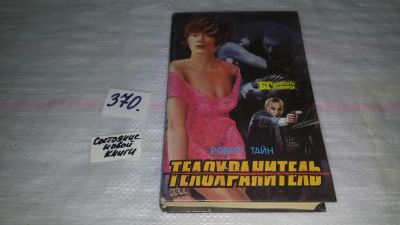 370.
Состояние
новой
книги
РОБЕРТ ТАЙН
ТЕЛОХРАНИТЕЛЬ